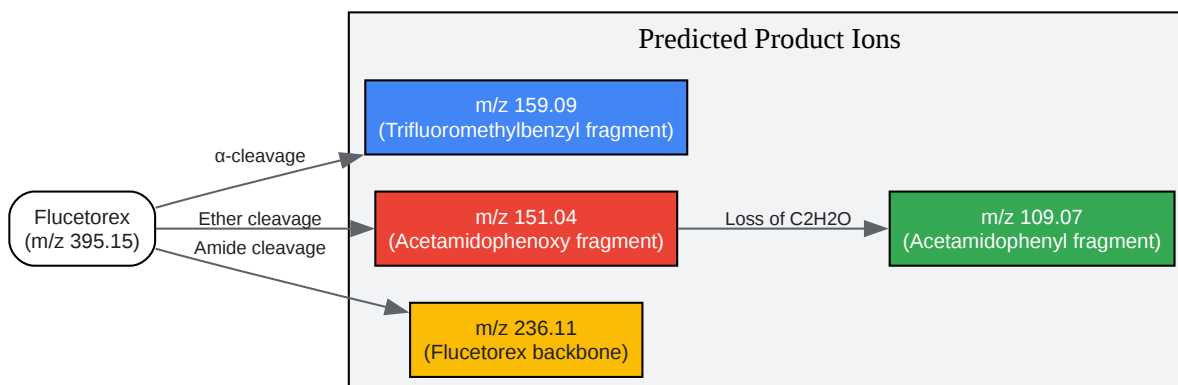 Predicted Product Ions
m/z 159.09
(Trifluoromethylbenzyl fragment)
α-cleavage
Flucetorex
(m/z 395.15)
Ether cleavage
m/z 151.04
(Acetamidophenoxy fragment)
Loss of C2H2O
m/z 109.07
(Acetamidophenyl fragment)
Amide cleavage
m/z 236.11
(Flucetorex backbone)